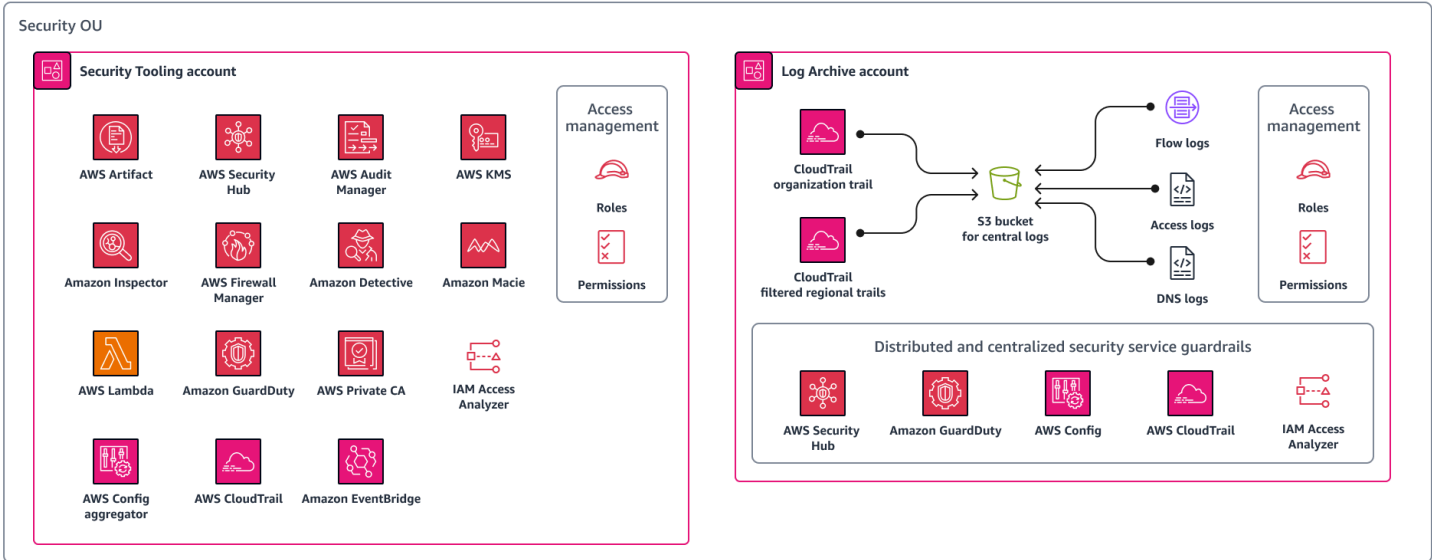 Security OU
Security Tooling account
AWS Artifact
AWS Security
Hub
AWS Audit
Manager
AWS KMS
Amazon Inspector
AWS Firewall
Manager
Amazon Detective
Amazon Macie
AWS Lambda
Amazon GuardDuty
AWS Private CA
IAM Access
Analyzer
AWS Config
aggregator
AWS CloudTrail
Amazon EventBridge
Access
management
Roles
Permissions
Log Archive account
CloudTrail
organization trail
CloudTrail
filtered regional trails
S3 bucket
for central logs
Flow logs
Access logs
DNS logs
Access
management
Roles
Permissions
Distributed and centralized security service guardrails
AWS Security
Hub
Amazon GuardDuty
AWS Config
AWS CloudTrail
IAM Access
Analyzer